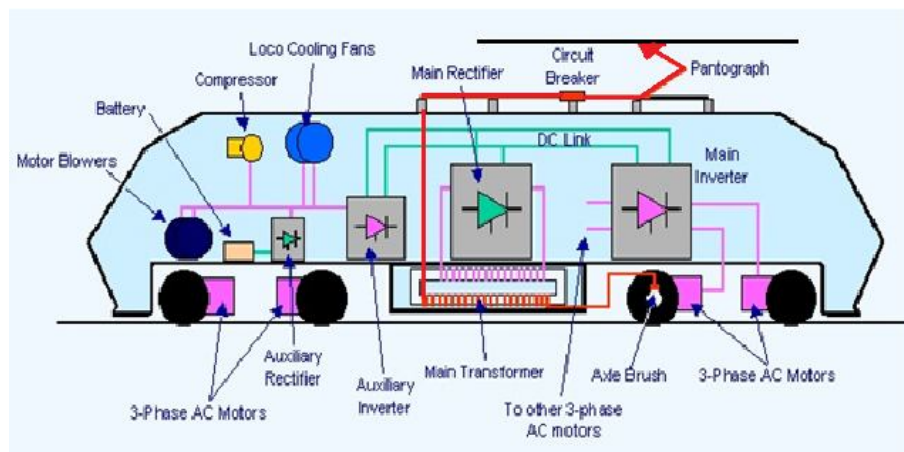 Loco Cooling Fans
Circuit
Breaker
Compressor
Main Rectifier
Pantograph
Battery
Motor Blowers
DC Link
Main
Inverter
Auxiliary
Rectifier
3-Phase AC Motors
Auxiliary
Inverter
Main Transformer
Axle Brush
3-Phase AC Motors
To other 3-phase
AC motors